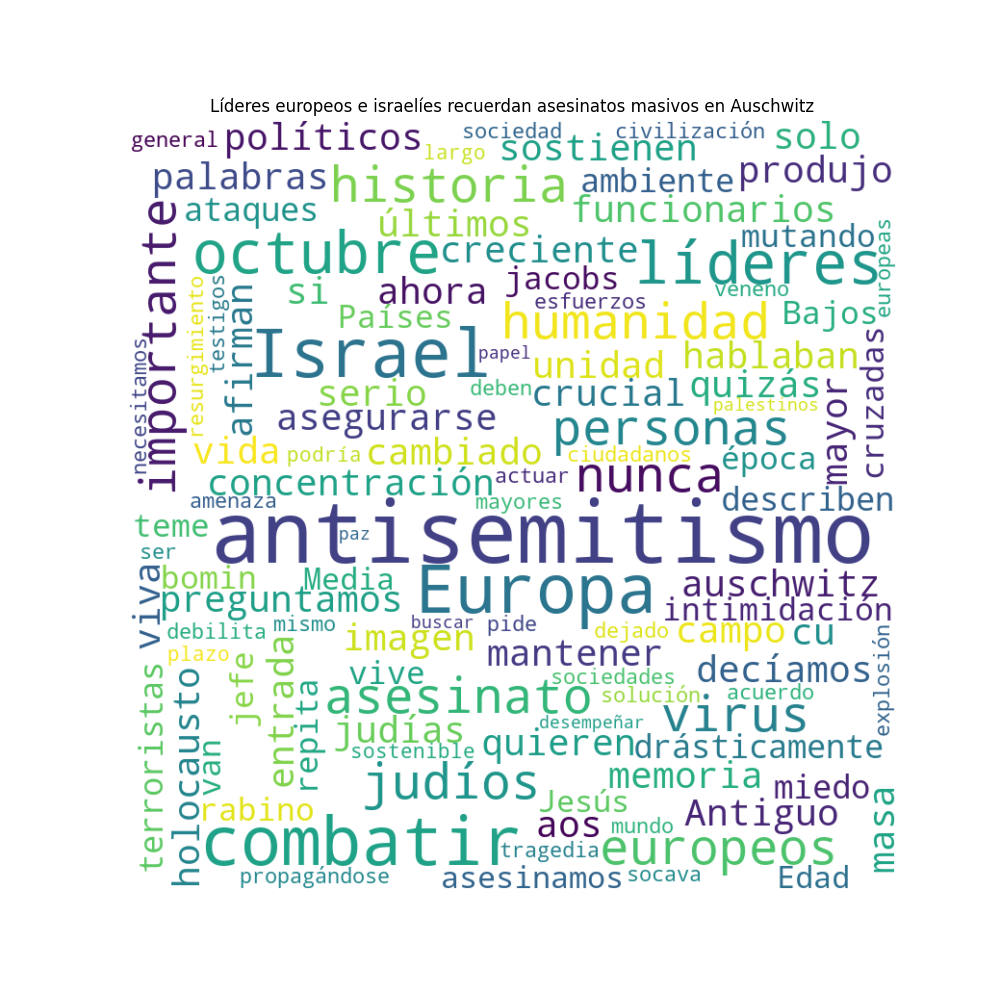 Líderes europeos e israelíes recuerdan asesinatos masivos en Auschwitz
general
políticos
largo
sociedad
sostienen
civilización
solo
palabras
historia
ambiente
produjo
importante
ataques
últimos
funcionarios
mutando
europeas
octubre
creciente
líderes
si
ahora
jacobs
esfuerzos
veneno
Bajos
resurgimiento
testigos
afirman
Países
humanidad
necesitamos
Israel
papel
unidad
hablaban
cruzadas
serio
deben
crucial
quizás
palestinos
mayor
asegurarse
personas
vida
podría
cambiado
ciudadanos
época
concentración
actuar
nunca
amenaza
mayores
describen
teme
antisemitismo
paz
ser
viva
bomin
Media
Europa
auschwitz
preguntamos
intimidación
debilita
mismo
buscar
pide
dejado
campo
cu
plazo
imagen
mantener
decíamos
explosión
terroristas
holocausto
van
jefe
entrada
repita
vive
sociedades
solución
acuerdo
asesinato
virus
judías
desempeñar
sostenible
quieren
drásticamente
judíos
memoria
miedo
masa
rabino
Jesús
Antiguo
combatir
aos
mundo
tragedia
europeos
propagándose
asesinamos
socava
Edad